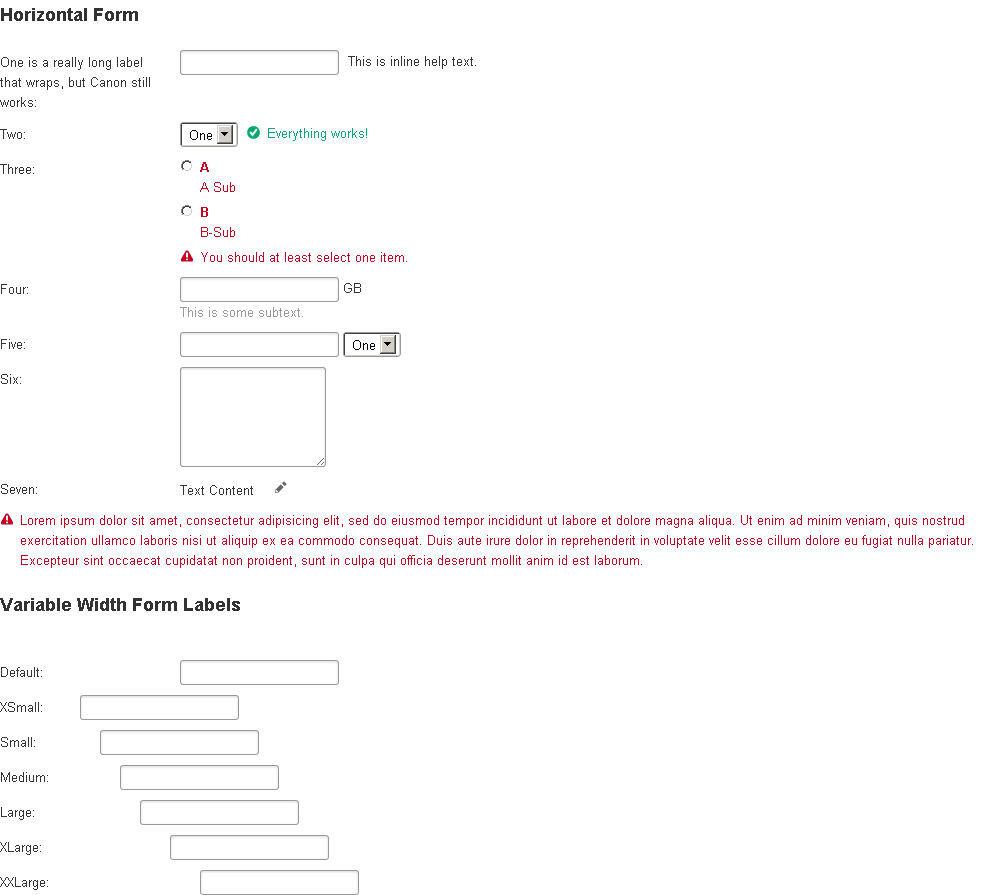 Horizontal Form
One is a really long label
that wraps, but Canon still
works:
This is inline help text.
Two:
One
Everything works!
Three:
A
A Sub
B
B-Sub
You should at least select one item.
Four:
GB
This is some subtext.
Five:
One
Six:
Seven:
Text Content
Lorem ipsum dolor sit amet, consectetur adipisicing elit, sed do eiusmod tempor incididunt ut labore et dolore magna aliqua. Ut enim ad minim veniam, quis nostrud
exercitation ullamco laboris nisi ut aliquip ex ea commodo consequat. Duis aute irure dolor in reprehenderit in voluptate velit esse cillum dolore eu fugiat nulla pariatur.
Excepteur sint occaecat cupidatat non proident, sunt in culpa qui officia deserunt mollit anim id est laborum.
Variable Width Form Labels
Default:
XSmall:
Small:
Medium:
Large:
XLarge:
XXLarge: